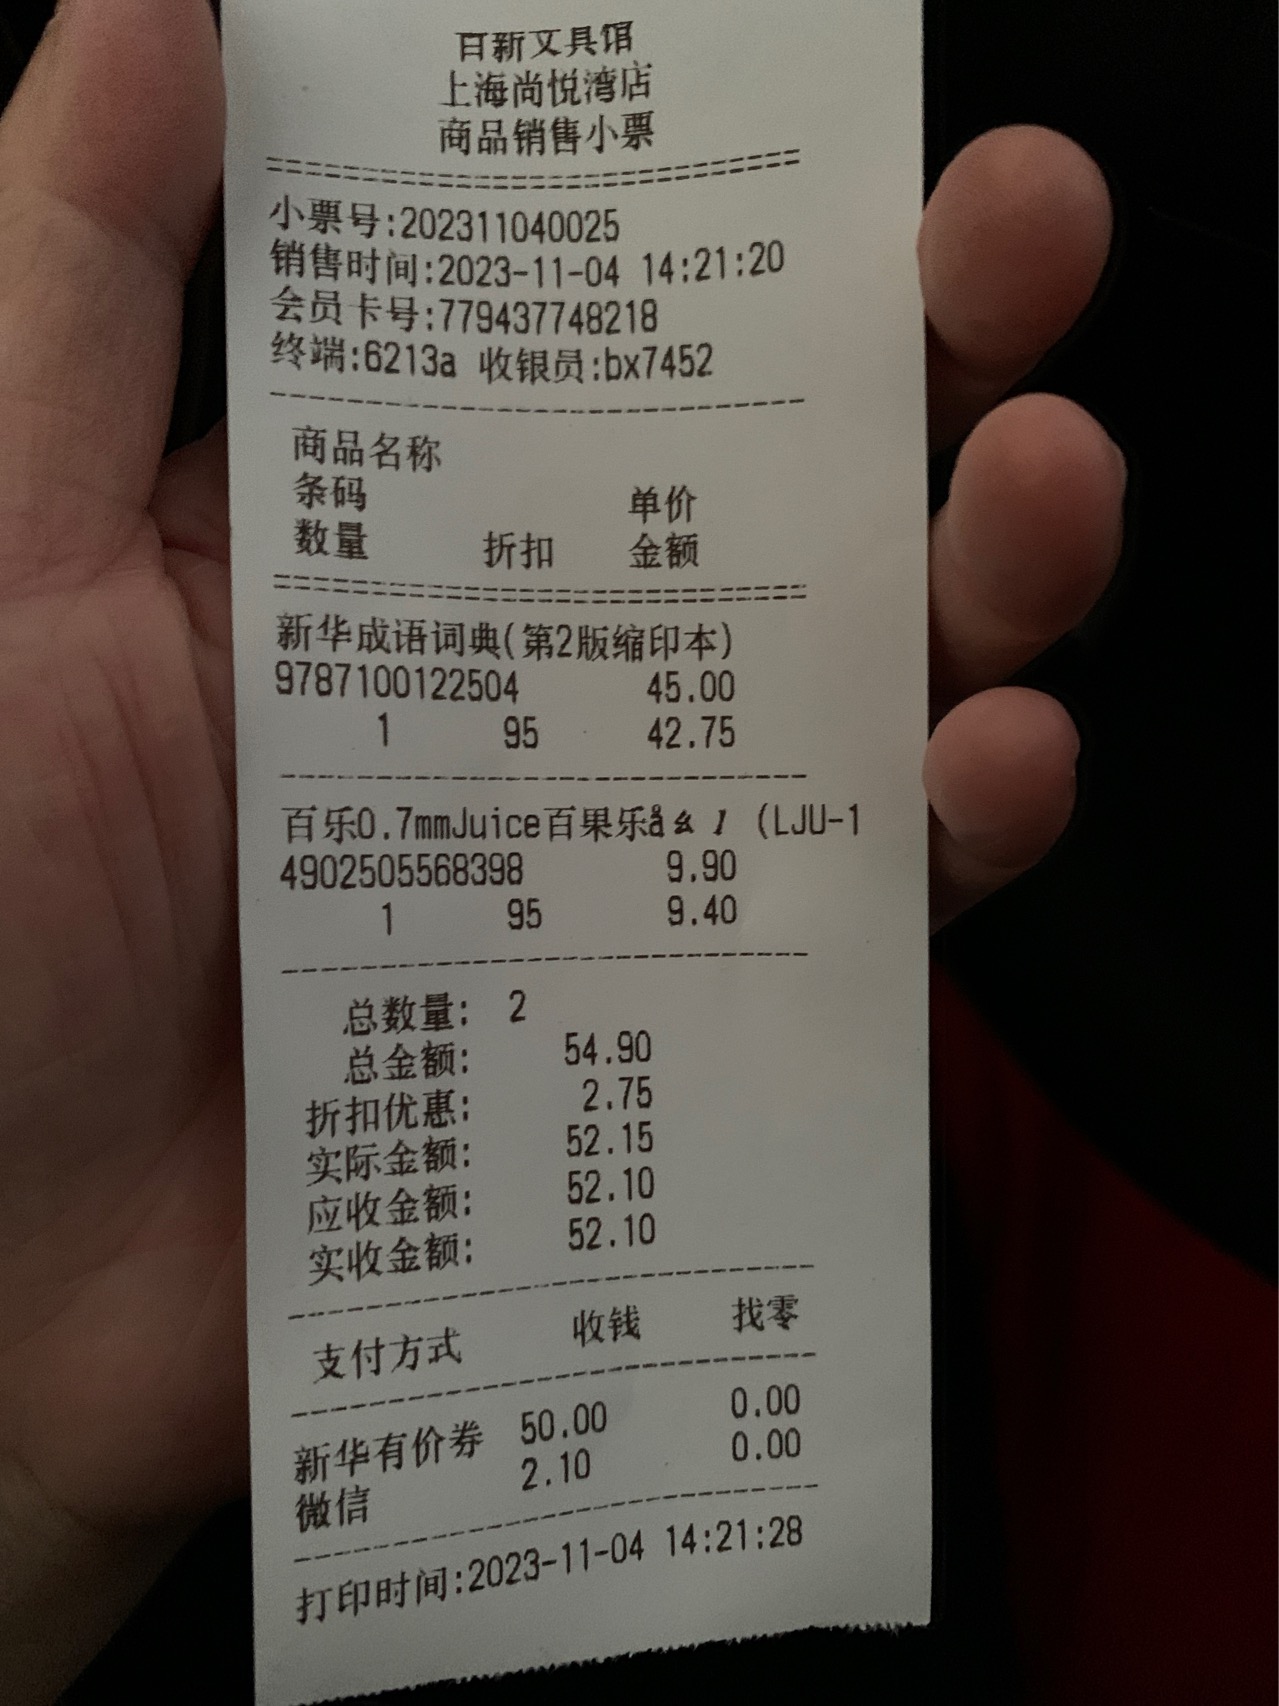 百新文具馆
上海尚悦湾店
商品销售小票
小票号:202311040025
销售时间:2023-11-04 14:21:20
会员卡号:779437748218
终端:6213a 收银员:bx7452
商品名称
条码 单价
数量 折扣 金额
新华成语词典(第2版缩印本)
9787100122504 45.00
1 95 42.75
百乐0.7mmJuice百果乐 (LJU-1
4902505568398 9.90
1 95 9.40
总数量: 2
总金额: 54.90
折扣优惠: 2.75
实际金额: 52.15
应收金额: 52.10
实收金额: 52.10
支付方式 收钱 找零
新华有价券 50.00 0.00
微信 2.10 0.00
打印时间:2023-11-04 14:21:28